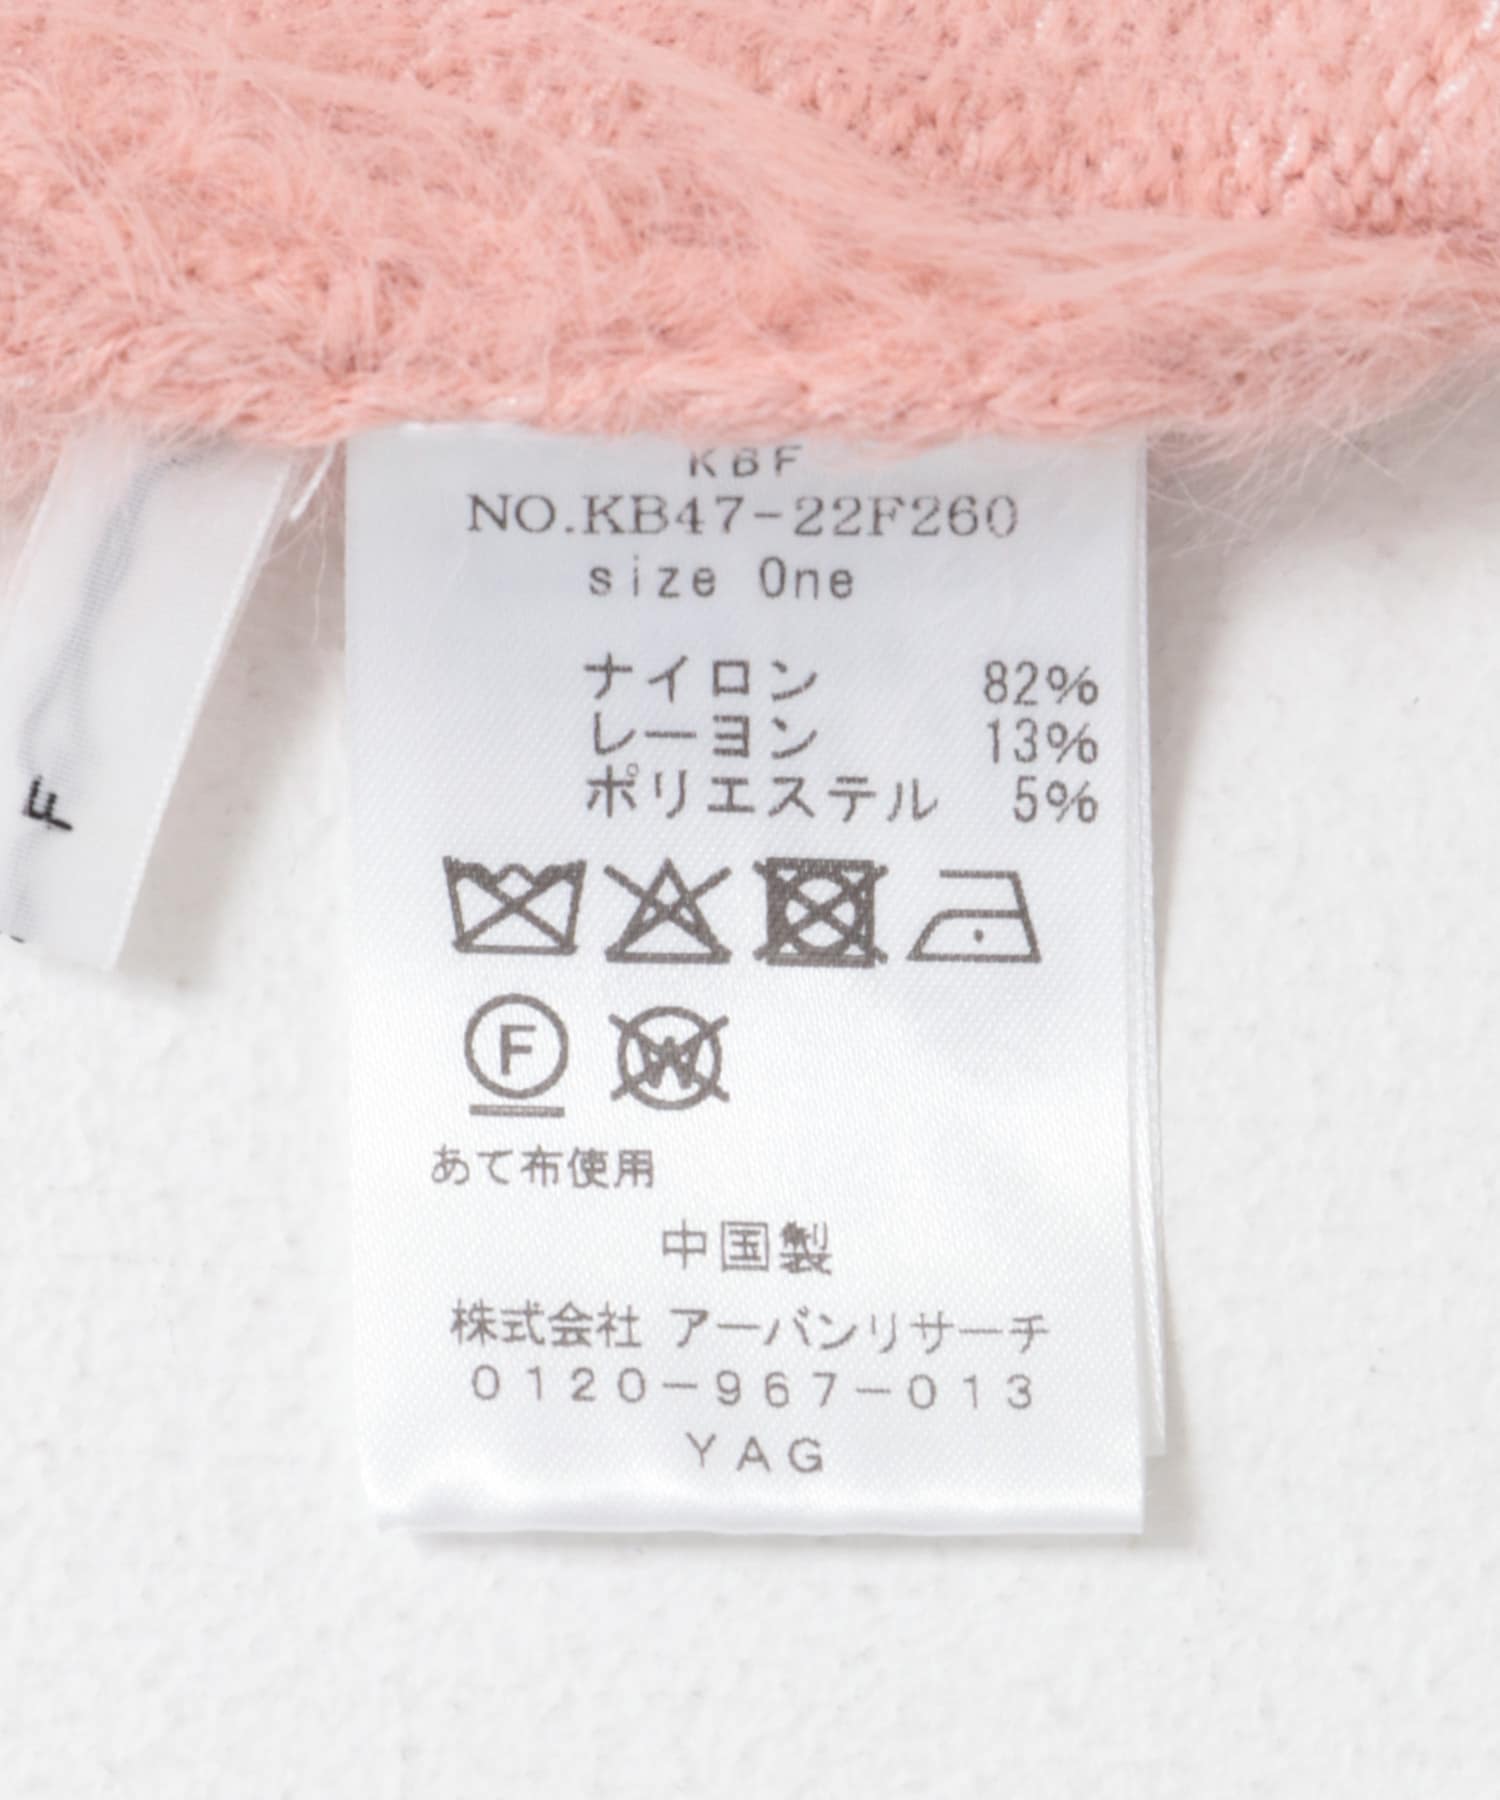 KBF
NO.KB47-22F260
size One
ナイロン 82%
レーヨン 13%
ポリエステル 5%
F
W
あて布使用
中国製
株式会社 アーバンリサーチ
0120-967-013
YAG
F